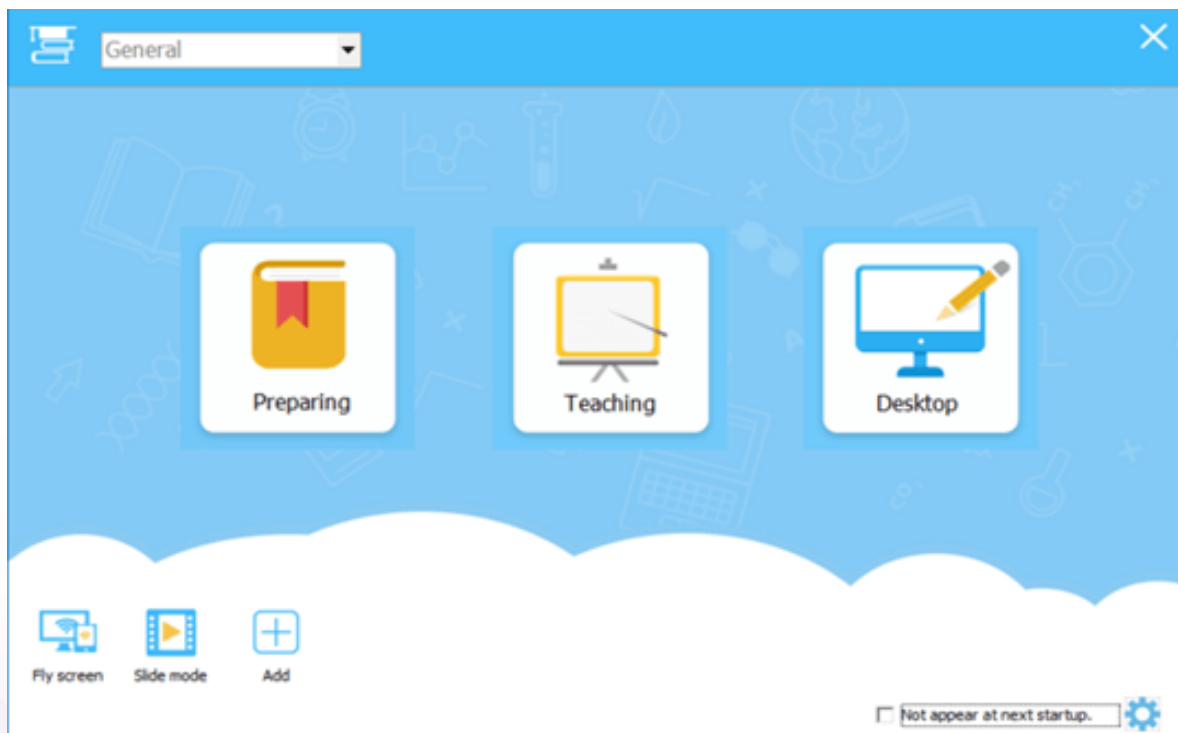 General
Preparing
Teaching
Desktop
Fly screen
Slide mode
Add
Not appear at next startup.